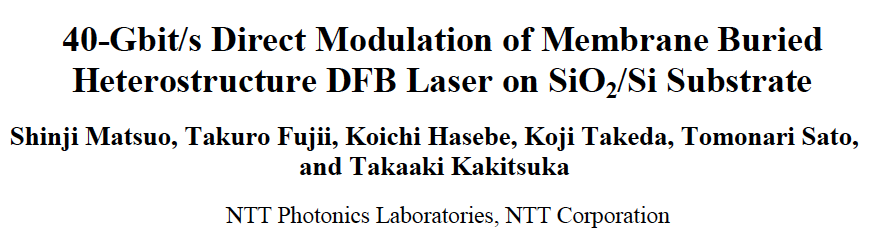 40-Gbit/s Direct Modulation of Membrane Buried
Heterostructure DFB Laser on SiO₂/Si Substrate
Shinji Matsuo, Takuro Fujii, Koichi Hasebe, Koji Takeda, Tomonari Sato,
and Takaaki Kakitsuka
NTT Photonics Laboratories, NTT Corporation